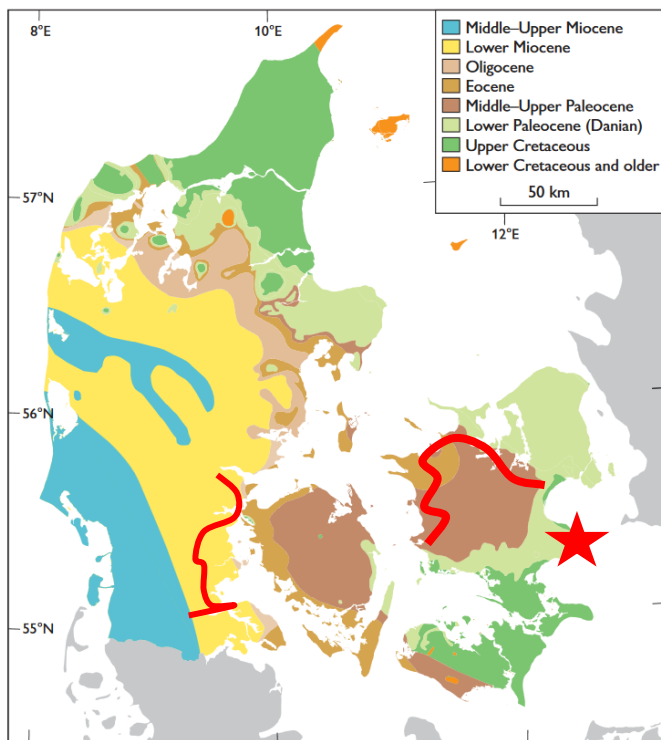 8°E
10°E
Middle–Upper Miocene
Lower Miocene
Oligocene
Eocene
Middle–Upper Paleocene
Lower Paleocene (Danian)
Upper Cretaceous
Lower Cretaceous and older
50 km
57°N
12°E
56°N
55°N